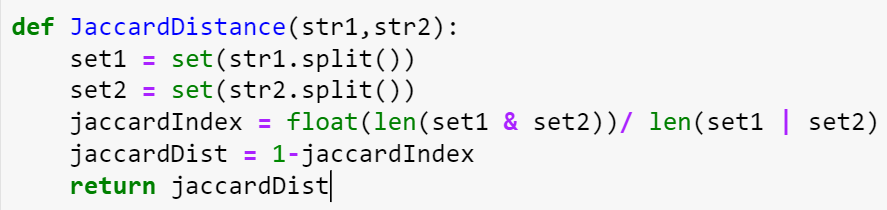 def JaccardDistance(str1,str2):
    set1 = set(str1.split())
    set2 = set(str2.split())
    jaccardIndex = float(len(set1 & set2))/ len(set1 | set2)
    jaccardDist = 1-jaccardIndex
    return jaccardDist